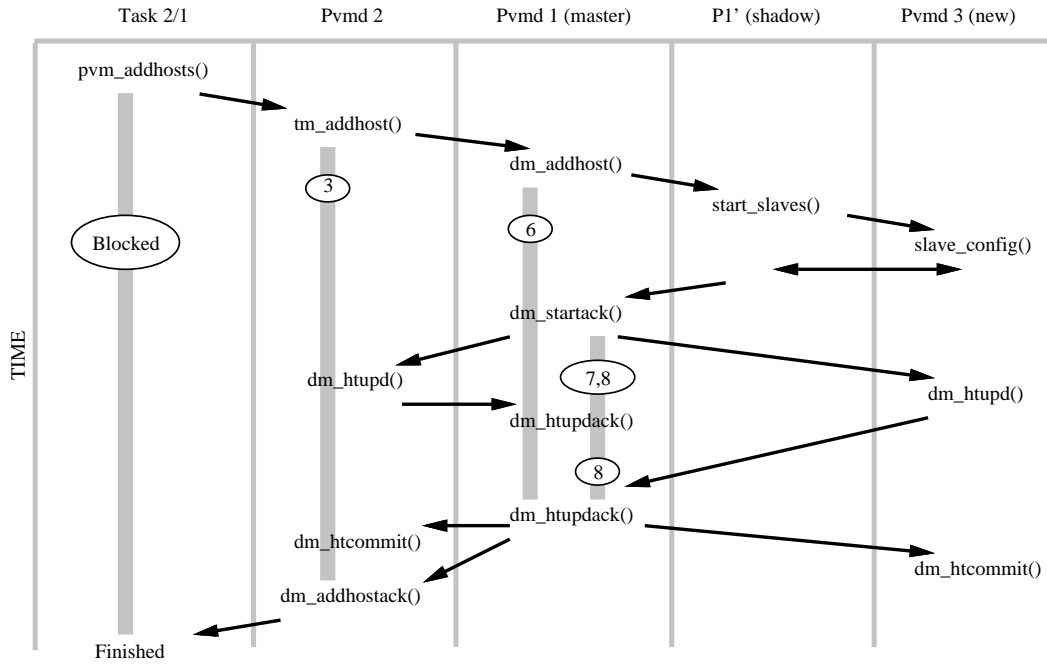 Task 2/1
Pvmd 2
Pvmd 1 (master)
P1’ (shadow)
Pvmd 3 (new)
pvm_addhosts()
tm_addhost()
dm_addhost()
3
start_slaves()
6
Blocked
slave_config()
dm_startack()
TIME
7,8
dm_htupd()
dm_htupd()
dm_htupdack()
8
dm_htupdack()
dm_htcommit()
dm_htcommit()
dm_addhostack()
Finished